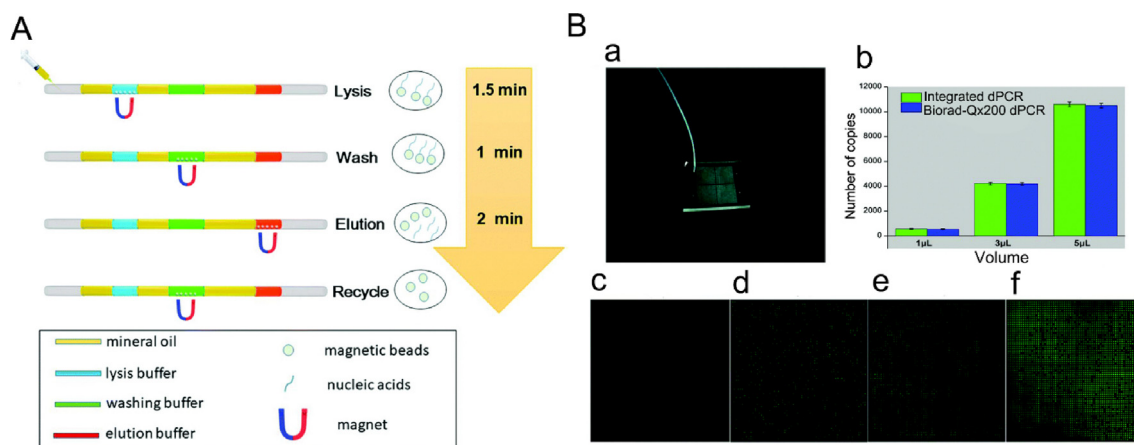 A
Lysis
1.5 min
Wash
1 min
Elution
2 min
Recycle
mineral oil
lysis buffer
washing buffer
elution buffer
magnetic beads
nucleic acids
magnet
B
a
b
Integrated dPCR
Biorad-Qx200 dPCR
Number of copies
12000
10000
8000
6000
4000
2000
0
1μL
3μL
5μL
Volume
c
d
e
f